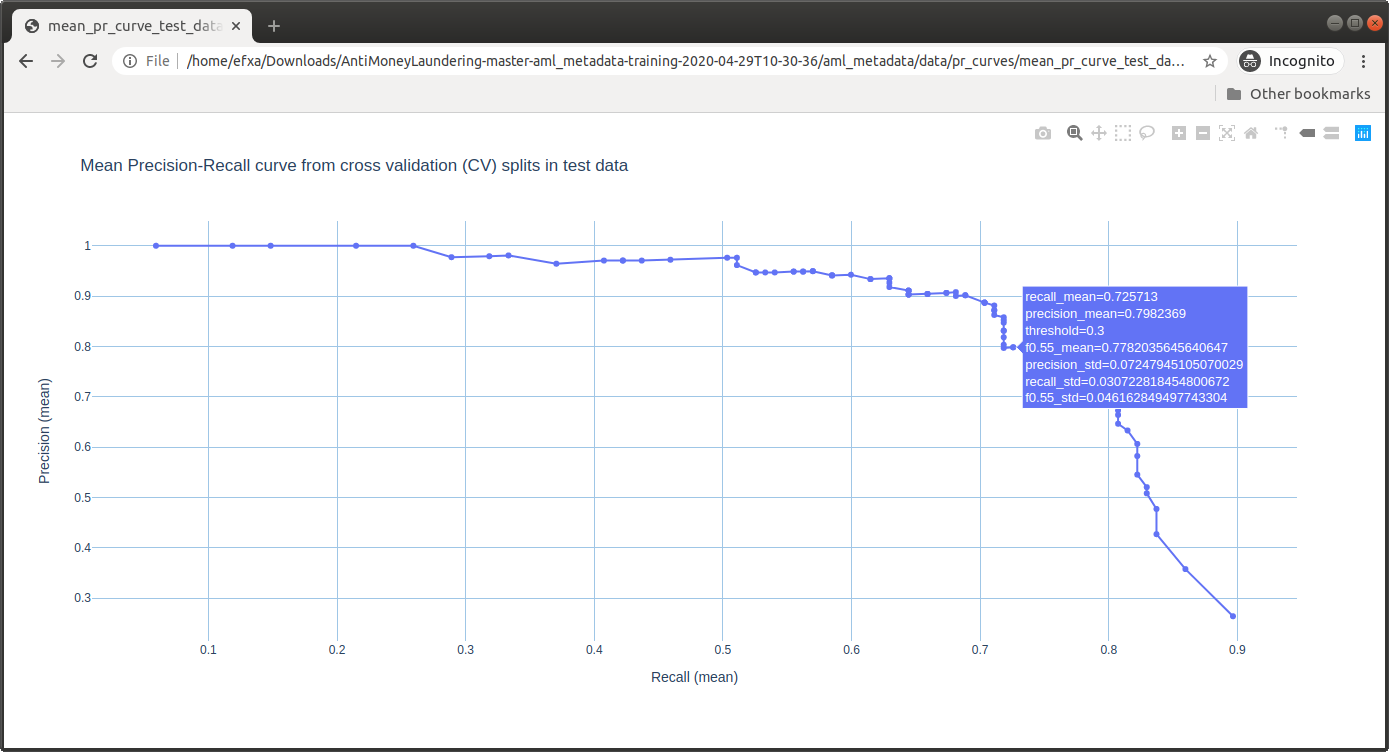 mean_pr_curve_test_data
File
/home/efxa/Downloads/AntiMoneyLaundering-master-aml_metadata-training-2020-04-29T10-30-36/aml_metadata/data/pr_curves/mean_pr_curve_test_da...
Incognito
Other bookmarks
Mean Precision-Recall curve from cross validation (CV) splits in test data
Precision (mean)
1
0.9
0.8
0.7
0.6
0.5
0.4
0.3
recall_mean=0.725713
precision_mean=0.7982369
threshold=0.3
f0.55_mean=0.7782035645640647
precision_std=0.07247945105070029
recall_std=0.030722818454800672
f0.55_std=0.046162849497743304
0.1 0.2 0.3 0.4 0.5 0.6 0.7 0.8 0.9
Recall (mean)